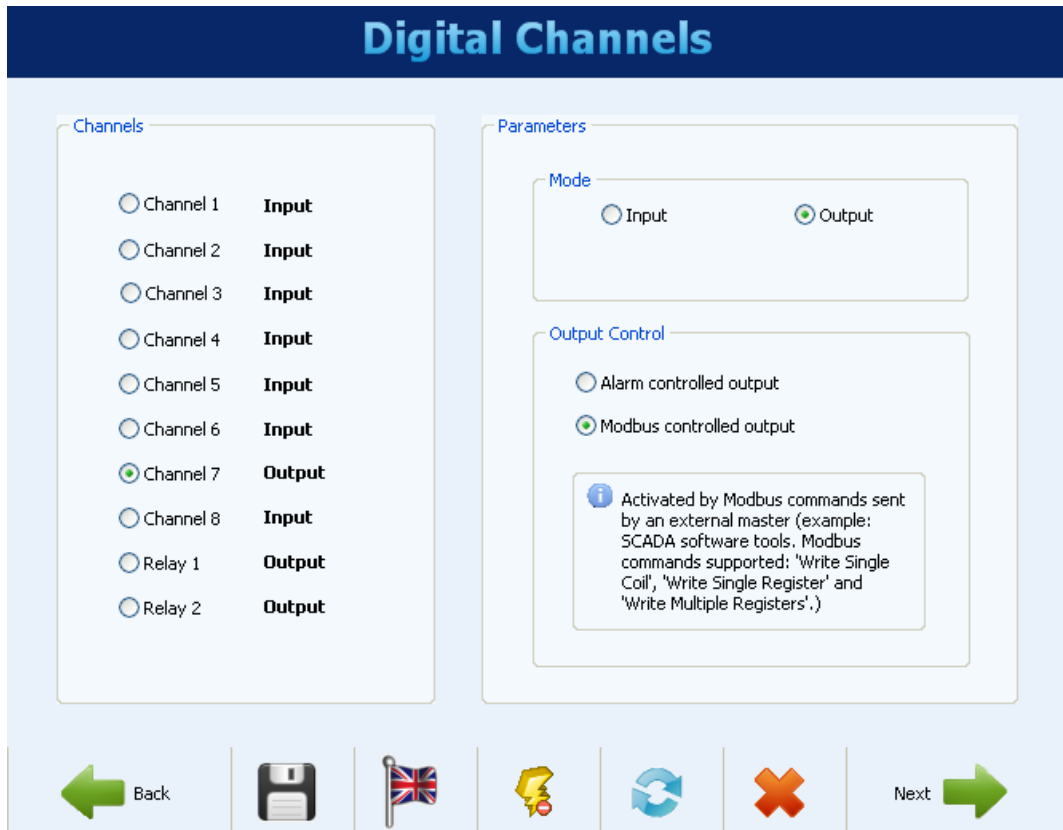 Digital Channels
Channels
Channel 1 Input
Channel 2 Input
Channel 3 Input
Channel 4 Input
Channel 5 Input
Channel 6 Input
Channel 7 Output
Channel 8 Input
Relay 1 Output
Relay 2 Output
Parameters
Mode
Input Output
Output Control
Alarm controlled output
Modbus controlled output
Activated by Modbus commands sent
by an external master (example:
SCADA software tools. Modbus
commands supported: 'Write Single
Coil', 'Write Single Register' and
'Write Multiple Registers'.)
Back Next